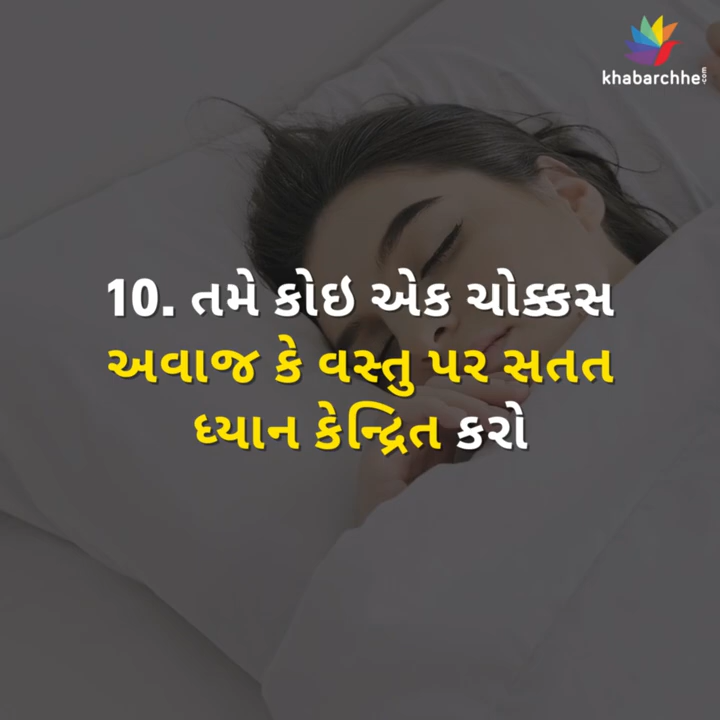 khabarchhe.com
10. તમે કોઇ એક ચોક્કસ
અવાજ કે વસ્તુ પર સતત
ધ્યાન કેન્દ્રિત કરો